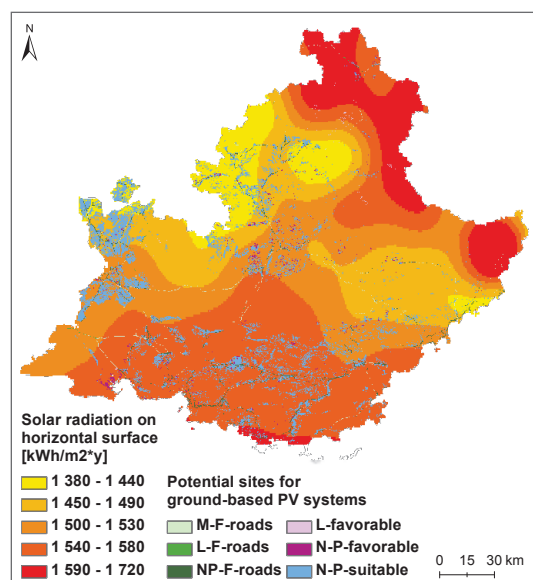 N
Solar radiation on
horizontal surface
[kWh/m2*y]
1 380 - 1 440
1 450 - 1 490
1 500 - 1 530
1 540 - 1 580
1 590 - 1 720
Potential sites for
ground-based PV systems
M-F-roads
L-F-roads
NP-F-roads
L-favorable
N-P-favorable
N-P-suitable
0 15 30 km